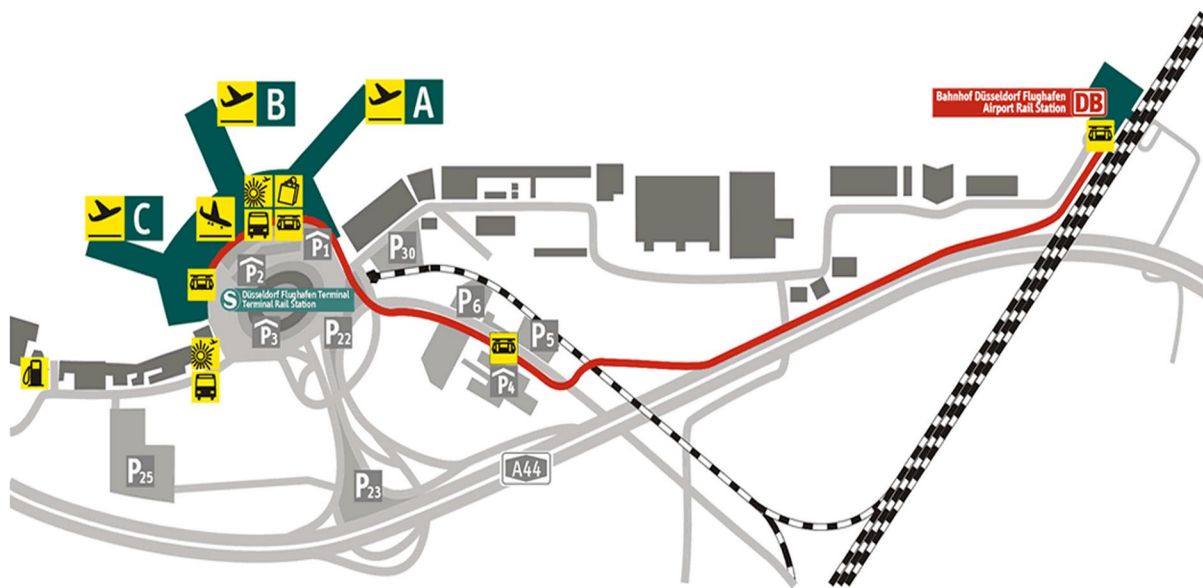 B
A
C
Bahnhof Düsseldorf Flughafen
Airport Rail Station
DB
P1
P30
P2
S
Düsseldorf Flughafen Terminal
Terminal Rail Station
P3
P22
P6
P5
P4
A44
P25
P23